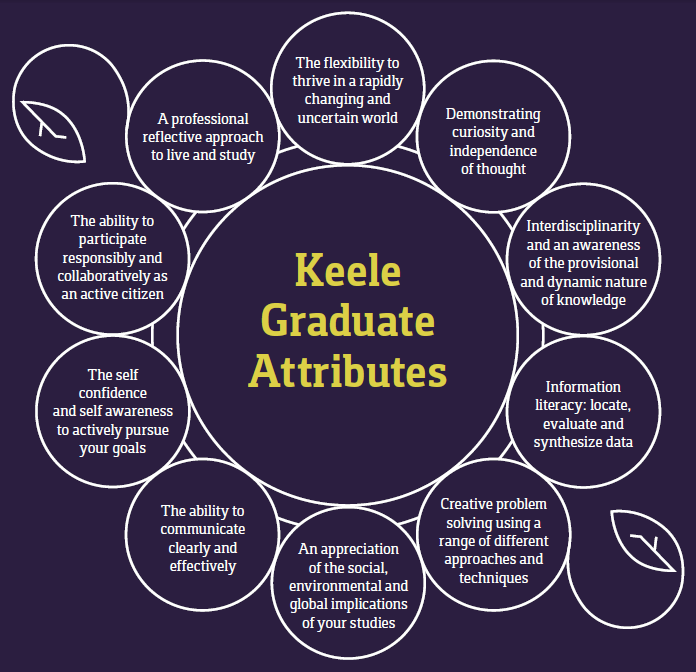 Keele
Graduate
Attributes
The flexibility to
thrive in a rapidly
changing and
uncertain world
Demonstrating
curiosity and
independence
of thought
Interdisciplinarity
and an awareness
of the provisional
and dynamic nature
of knowledge
Information
literacy: locate,
evaluate and
synthesize data
Creative problem
solving using a
range of different
approaches and
techniques
An appreciation
of the social,
environmental and
global implications
of your studies
The ability to
communicate
clearly and
effectively
The self
confidence
and self awareness
to actively pursue
your goals
The ability to
participate
responsibly and
collaboratively as
an active citizen
A professional
reflective approach
to live and study